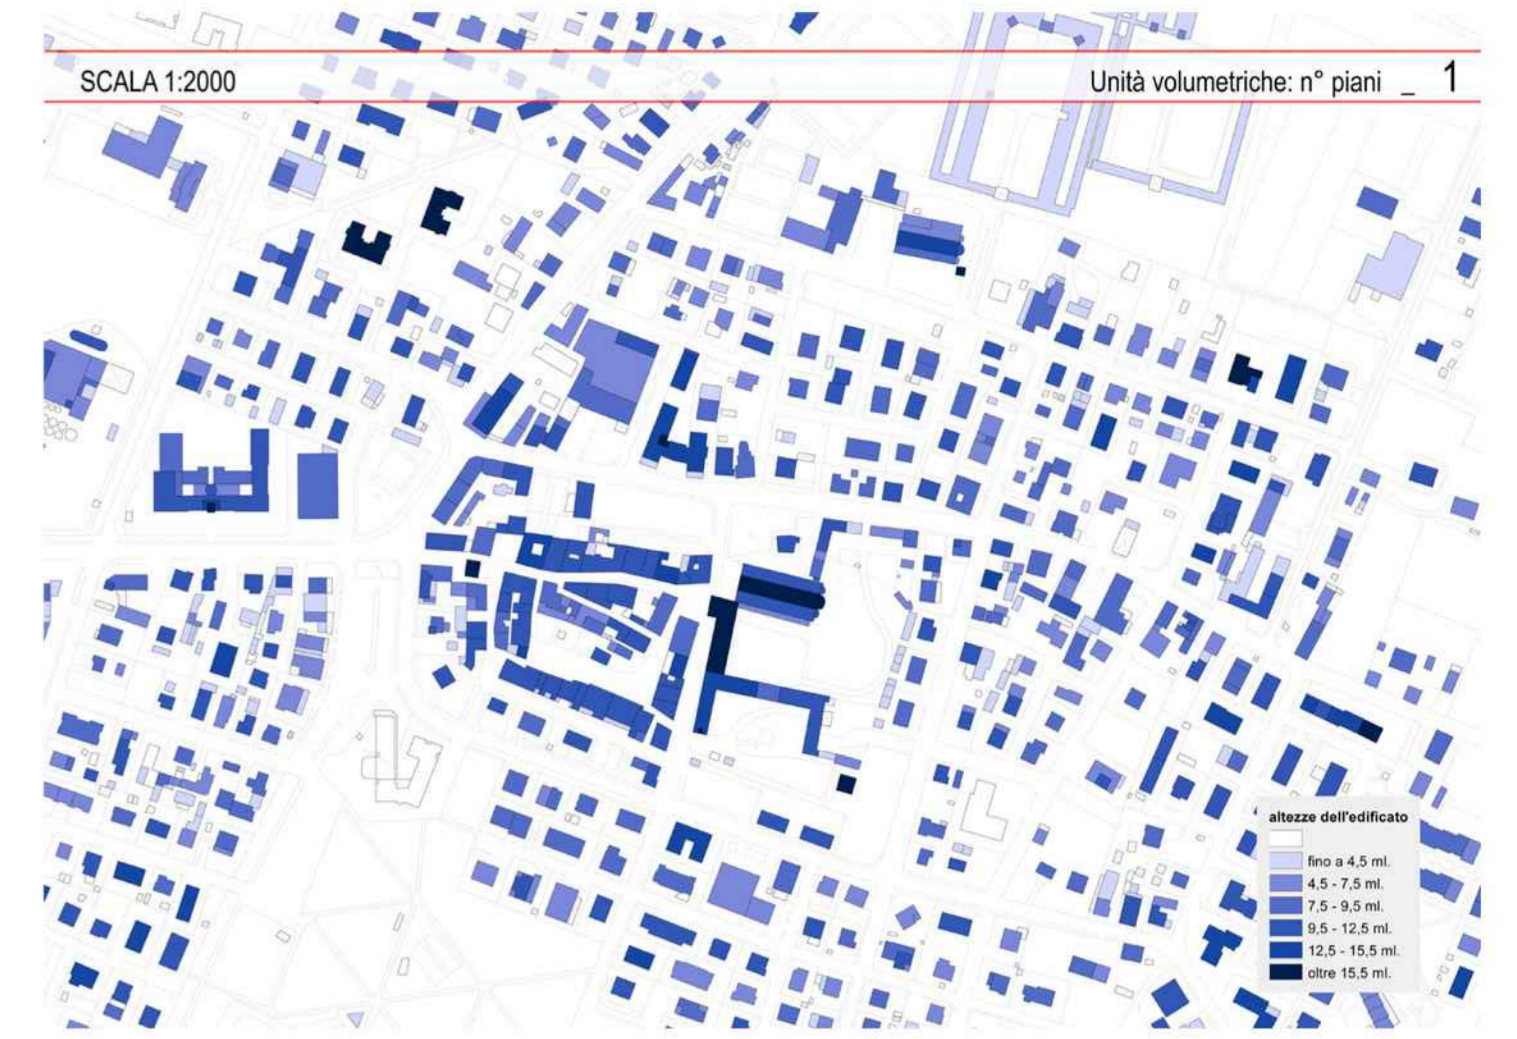 SCALA 1:2000
Unità volumetriche: n° piani _ 1
altezze dell'edificato
fino a 4,5 ml.
4,5 - 7,5 ml.
7,5 - 9,5 ml.
9,5 - 12,5 ml.
12,5 - 15,5 ml.
oltre 15,5 ml.